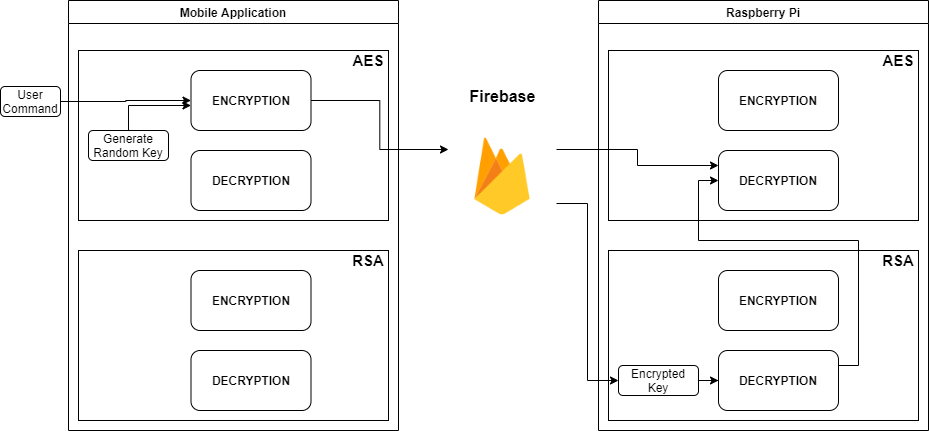 Mobile Application
AES
User
Command
ENCRYPTION
Generate
Random Key
DECRYPTION
RSA
ENCRYPTION
DECRYPTION
Firebase
Raspberry Pi
AES
ENCRYPTION
DECRYPTION
RSA
ENCRYPTION
Encrypted
Key
DECRYPTION